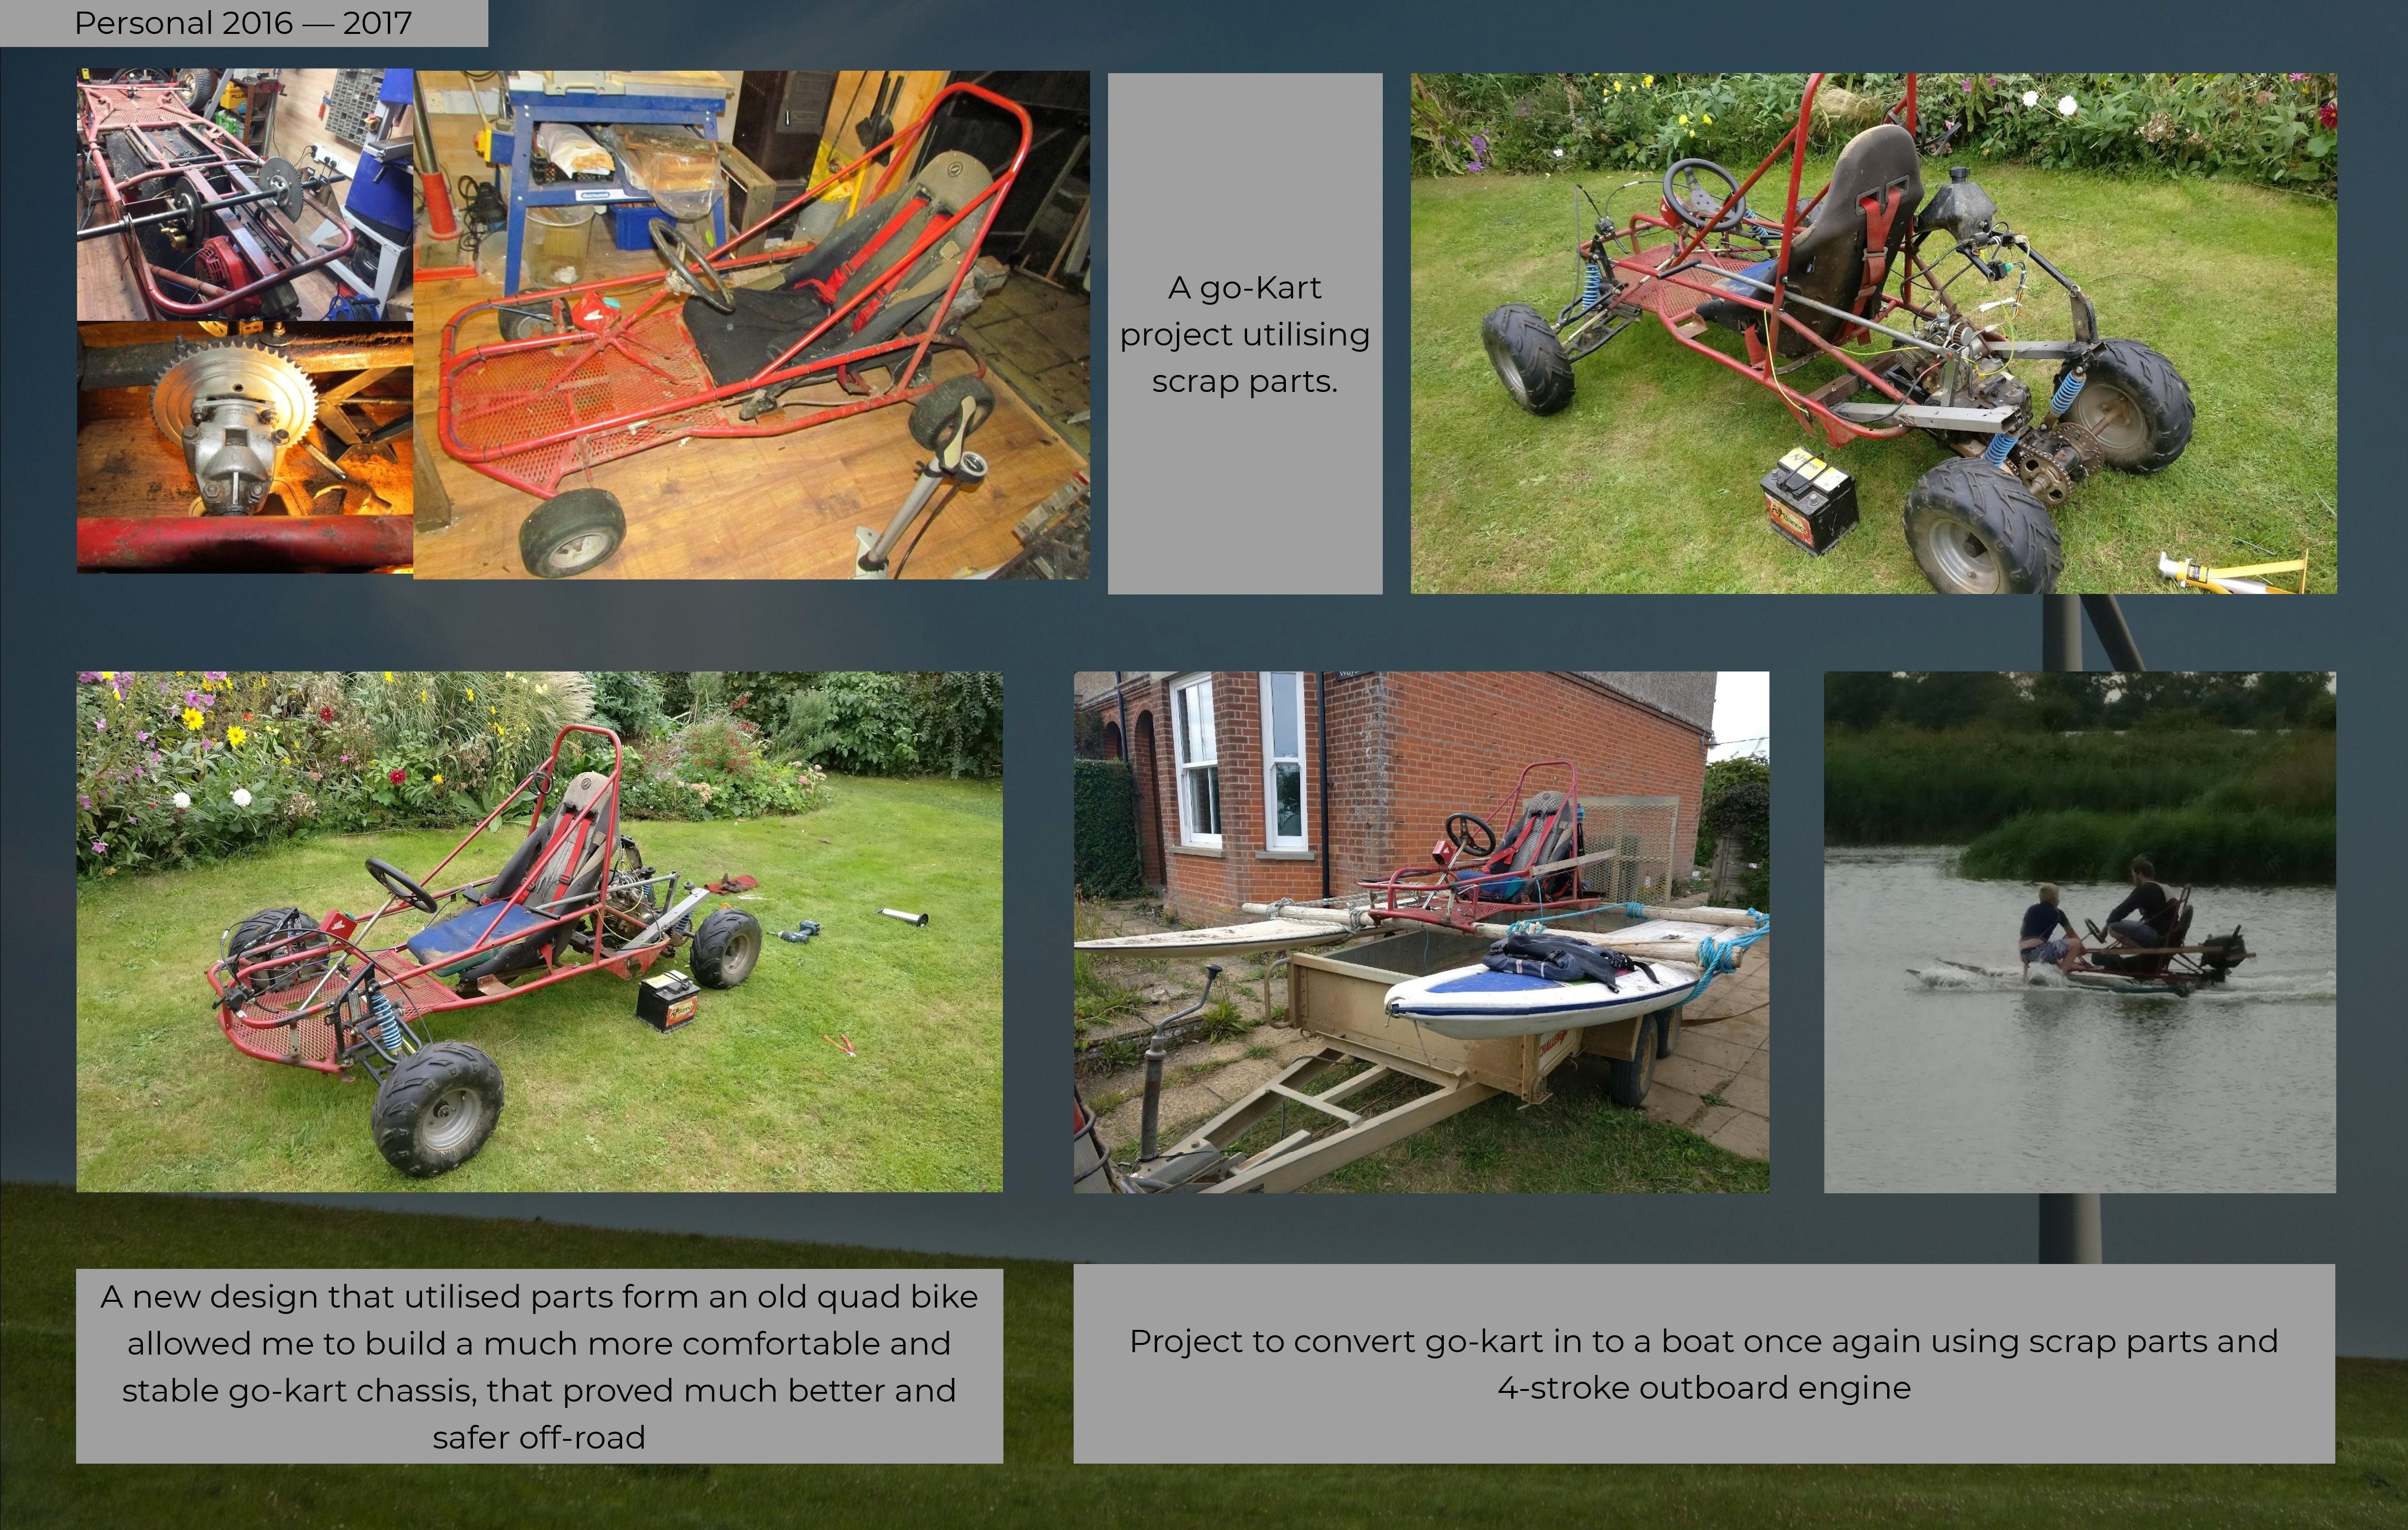 Personal 2016 — 2017
A go-Kart
project utilising
scrap parts.
A new design that utilised parts form an old quad bike
allowed me to build a much more comfortable and
stable go-kart chassis, that proved much better and
safer off-road
Project to convert go-kart in to a boat once again using scrap parts and
4-stroke outboard engine